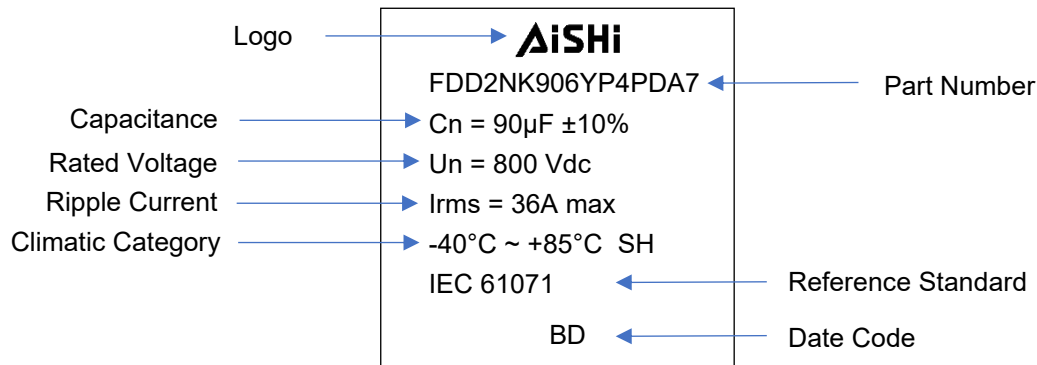 Logo AiSHi
FDD2NK906YP4PDA7 Part Number
Capacitance Cn = 90µF ±10%
Rated Voltage Un = 800 Vdc
Ripple Current Irms = 36A max
Climatic Category -40°C ~ +85°C SH
IEC 61071 Reference Standard
BD Date Code